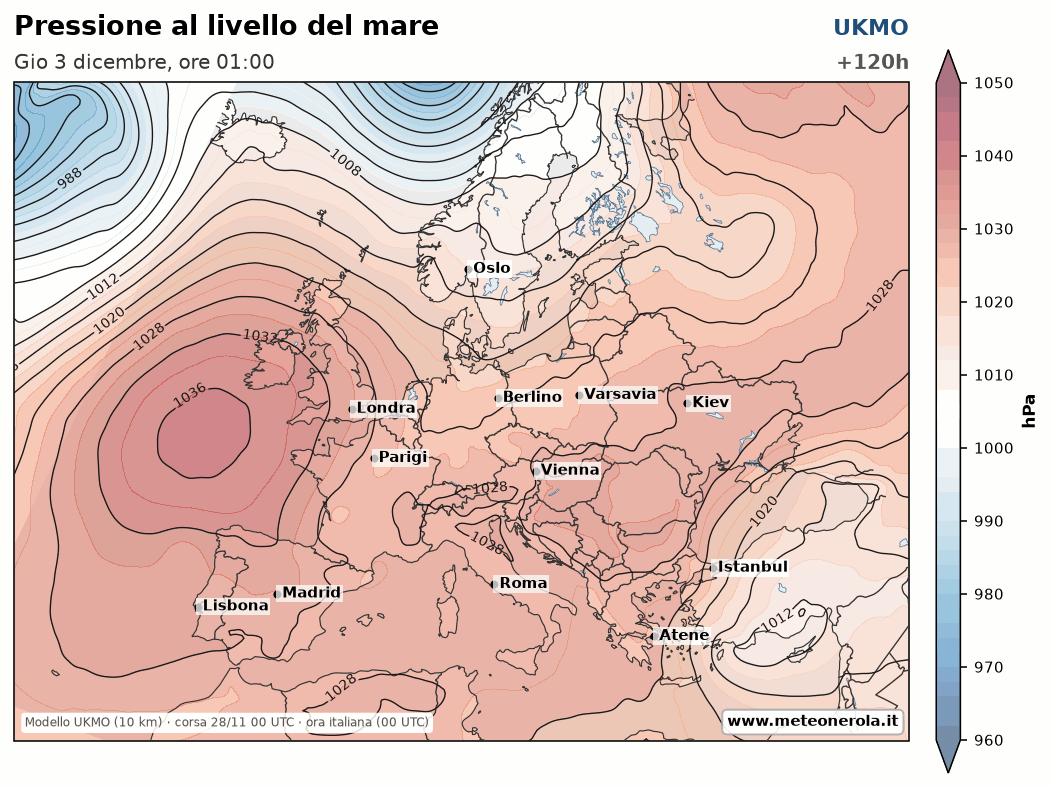 Pressione al livello del mare
UKMO
Gio 3 dicembre, ore 01:00
+120h
988
1008
1012
1020
1028
1032
1036
1028
Oslo
Londra
Berlino
Varsavia
Kiev
Parigi
Vienna
1028
1020
1028
Istanbul
Roma
Madrid
Lisbona
1012
Atene
1028
Modello UKMO (10 km) · corsa 28/11 00 UTC · ora italiana (00 UTC)
www.meteonerola.it
1050
1040
1030
1020
1010
1000
990
980
970
960
hPa